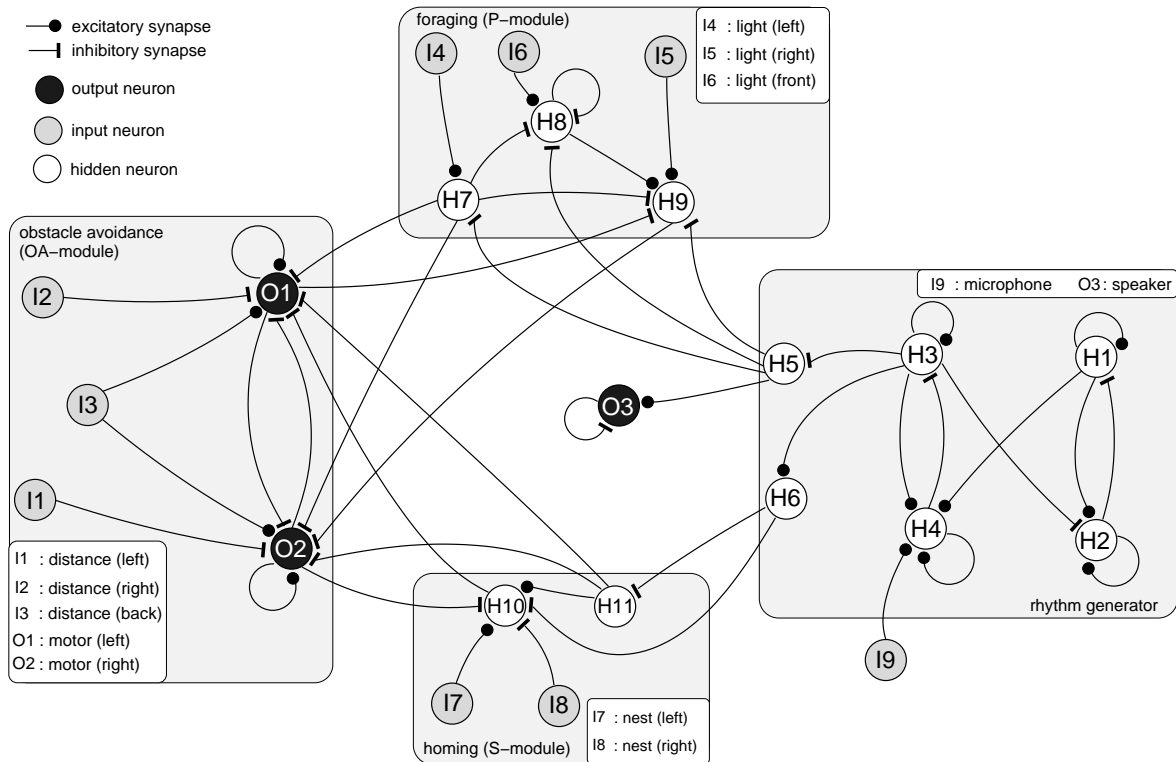 excitatory synapse
inhibitory synapse
output neuron
input neuron
hidden neuron
foraging (P−module)
I4 : light (left)
I5 : light (right)
I6 : light (front)
I4
I6
I5
H8
H7
H9
obstacle avoidance
(OA−module)
O1
I2
I3
I1
O2
I1 : distance (left)
I2 : distance (right)
I3 : distance (back)
O1 : motor (left)
O2 : motor (right)
O3
H5
H6
I9 : microphone O3 : speaker
H3
H1
H4
H2
rhythm generator
I9
H10
H11
I7
I8
homing (S−module)
I7 : nest (left)
I8 : nest (right)